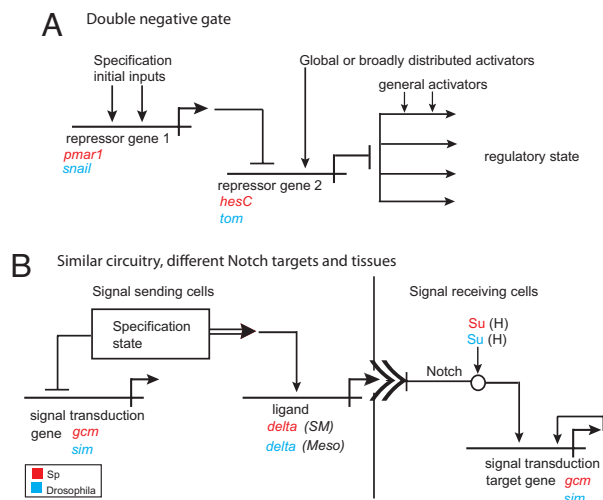 A Double negative gate
Specification
initial inputs
Global or broadly distributed activators
general activators
repressor gene 1
pmar1
snail
regulatory state
repressor gene 2
hesC
tom
B Similar circuitry, different Notch targets and tissues
Signal sending cells
Signal receiving cells
Specification
state
Su (H)
Su (H)
Notch
signal transduction
gene gcm
sim
ligand
delta (SM)
delta (Meso)
signal transduction
target gene gcm
sim
Sp
Drosophila